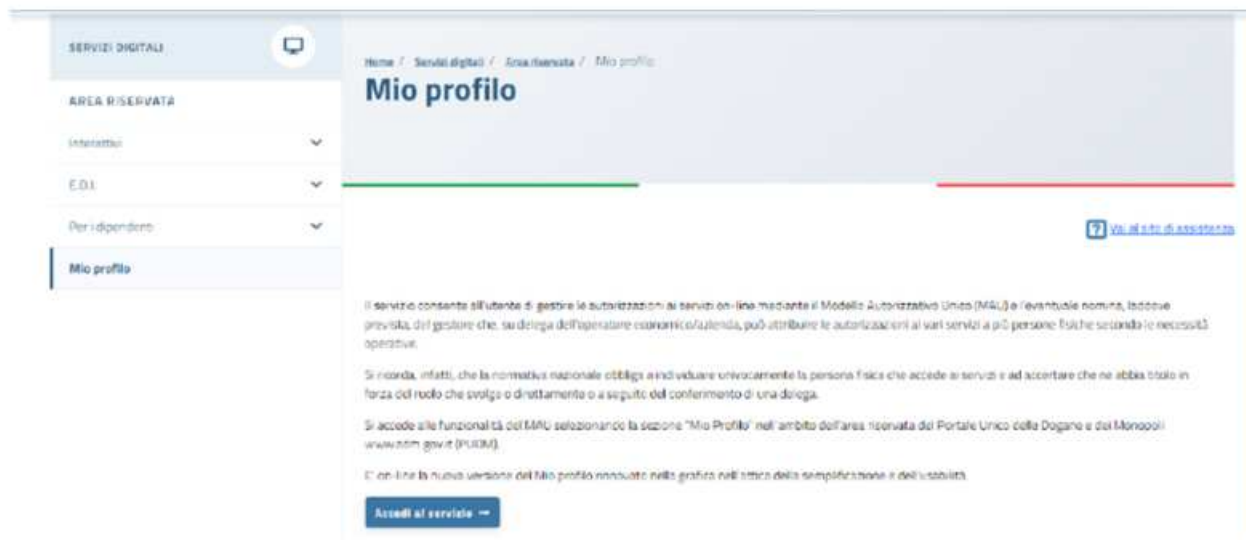 SERVIZI DIGITALI
AREA RISERVATA
Interattivi
E.D.I.
Per i dipendenti
Mio profilo
Home / Servizi digitali / Area riservata / Mio profilo
Mio profilo
? Vai al sito di assistenza
Il servizio consente all'utente di gestire le autorizzazioni ai servizi on-line mediante il Modello Autorizzativo Unico (MAU) e l'eventuale nomina, laddove
prevista, del gestore che, su delega dell'operatore economico/azienda, può attribuire le autorizzazioni ai vari servizi a più persone fisiche secondo le necessità
operative.
Si ricorda, infatti, che la normativa nazionale obbliga a individuare univocamente la persona fisica che accede ai servizi e ad accertare che ne abbia titolo in
forza del ruolo che svolge o direttamente o a seguito del conferimento di una delega.
Si accede alle funzionalità del MAU selezionando la sezione "Mio Profilo" nell'ambito dell'area riservata del Portale Unico delle Dogane e dei Monopoli
www.adm.gov.it (PUDM).
E' on-line la nuova versione del Mio profilo rinnovato nella grafica nell'ottica della semplificazione e dell'usabilità.
Accedi al servizio →